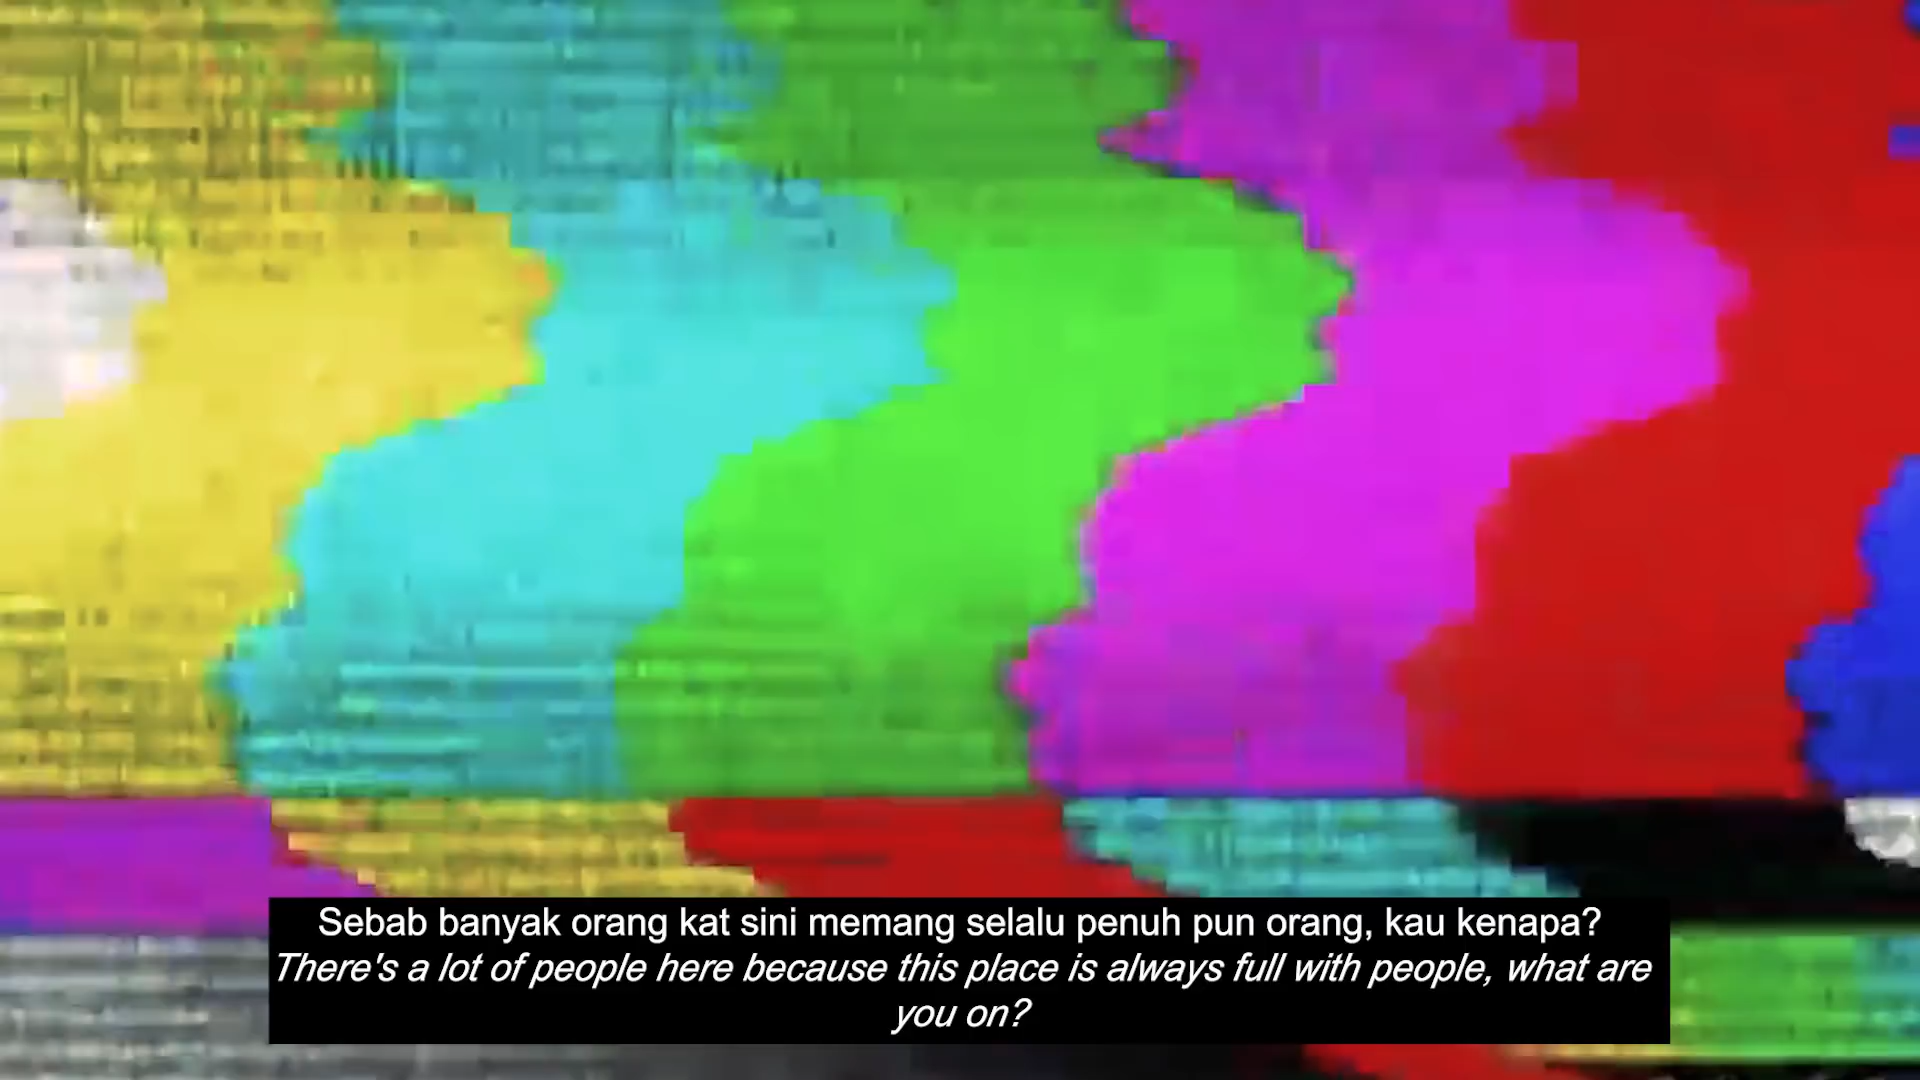 Sebab banyak orang kat sini memang selalu penuh pun orang, kau kenapa?
There's a lot of people here because this place is always full with people, what are
you on?